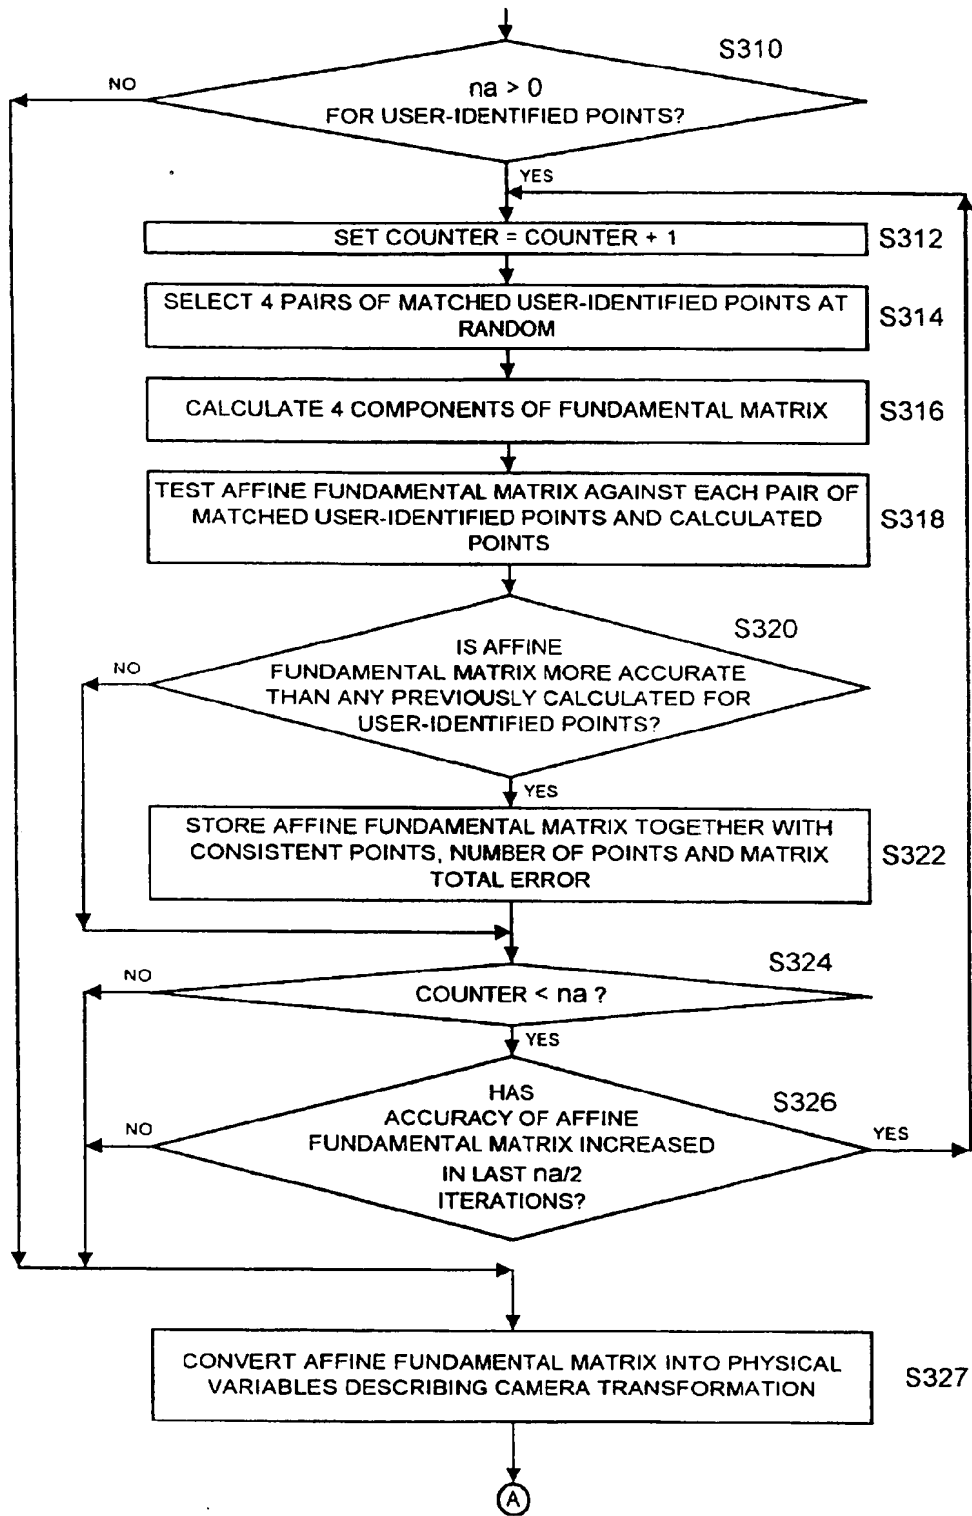 S310
NO
na > 0
FOR USER-IDENTIFIED POINTS?
YES
SET COUNTER = COUNTER + 1
S312
SELECT 4 PAIRS OF MATCHED USER-IDENTIFIED POINTS AT
RANDOM
S314
CALCULATE 4 COMPONENTS OF FUNDAMENTAL MATRIX
S316
TEST AFFINE FUNDAMENTAL MATRIX AGAINST EACH PAIR OF
MATCHED USER-IDENTIFIED POINTS AND CALCULATED
POINTS
S318
S320
NO
IS AFFINE
FUNDAMENTAL MATRIX MORE ACCURATE
THAN ANY PREVIOUSLY CALCULATED FOR
USER-IDENTIFIED POINTS?
YES
STORE AFFINE FUNDAMENTAL MATRIX TOGETHER WITH
CONSISTENT POINTS, NUMBER OF POINTS AND MATRIX
TOTAL ERROR
S322
S324
NO
COUNTER < na ?
YES
S326
NO
HAS
ACCURACY OF AFFINE
FUNDAMENTAL MATRIX INCREASED
IN LAST na/2
ITERATIONS?
YES
CONVERT AFFINE FUNDAMENTAL MATRIX INTO PHYSICAL
VARIABLES DESCRIBING CAMERA TRANSFORMATION
S327
A